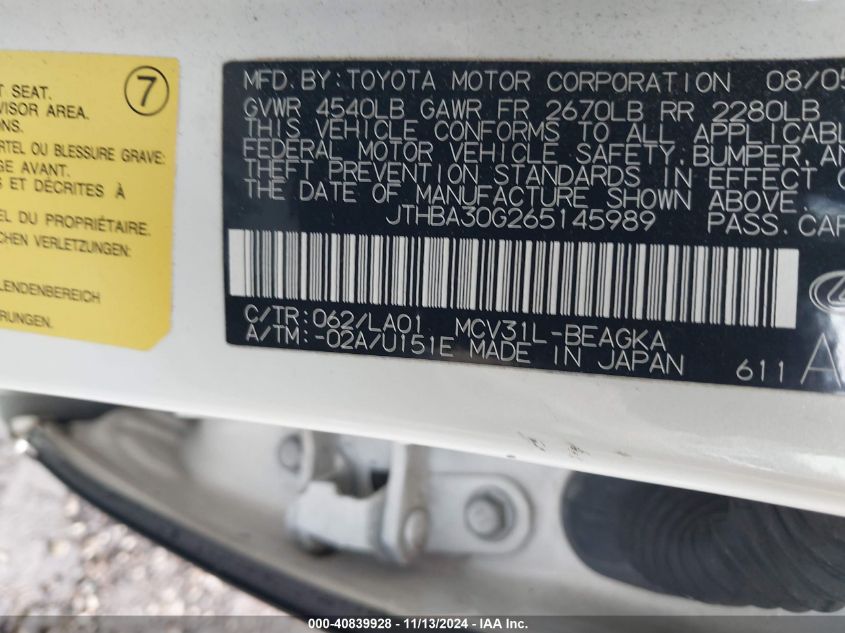 7
T SEAT.
VISOR AREA.
ONS.
RTEL OU BLESSURE GRAVE:
GE AVANT.
S ET DÉCRITES À
DU PROPRIÉTAIRE.
CHEN VERLETZUNGEN:
LENDENBEREICH
RUNGEN.
MFD.BY:TOYOTA MOTOR CORPORATION 08/05
GVWR 4540LB GAWR FR 2670LB RR 2280LB
THIS VEHICLE CONFORMS TO ALL APPLICABL
FEDERAL MOTOR VEHICLE SAFETY,BUMPER,AN
THEFT PREVENTION STANDARDS IN EFFECT O
THE DATE OF MANUFACTURE SHOWN ABOVE.
JTHBA30G265145989 PASS.CAR
C/TR:062/LA01 MCV31L-BEAGKA
A/TM:-02A/U151E MADE IN JAPAN
611 A
000-40839928 - 11/13/2024 - IAA Holdings, LLC - Copyright IAA, Inc.